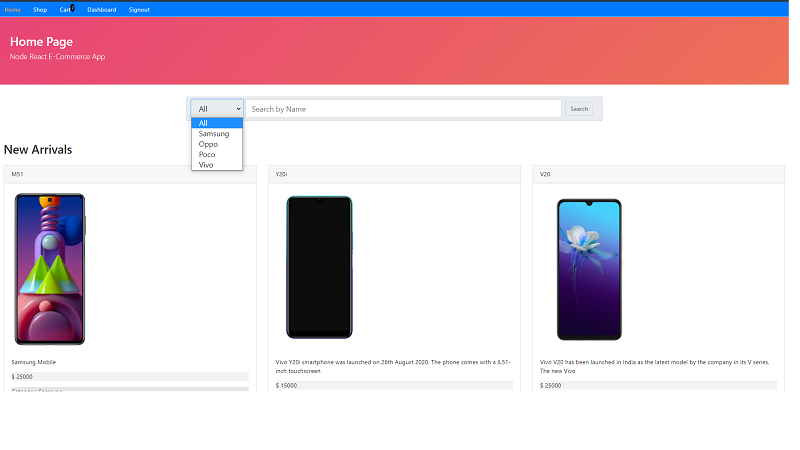 Home Shop Cart Dashboard Signout
Home Page
Node React E-Commerce App
All Search by Name Search
All
Samsung
Oppo
Poco
Vivo
New Arrivals
M51 Y20i V20
Samsung Mobile
$ 25000
Category Samsung
Vivo Y20i smartphone was launched on 26th August 2020. The phone comes with a 6.51-
inch touchscreen
$ 15000
Vivo V20 has been launched in India as the latest model by the company in its V series.
The new Vivo
$ 25000